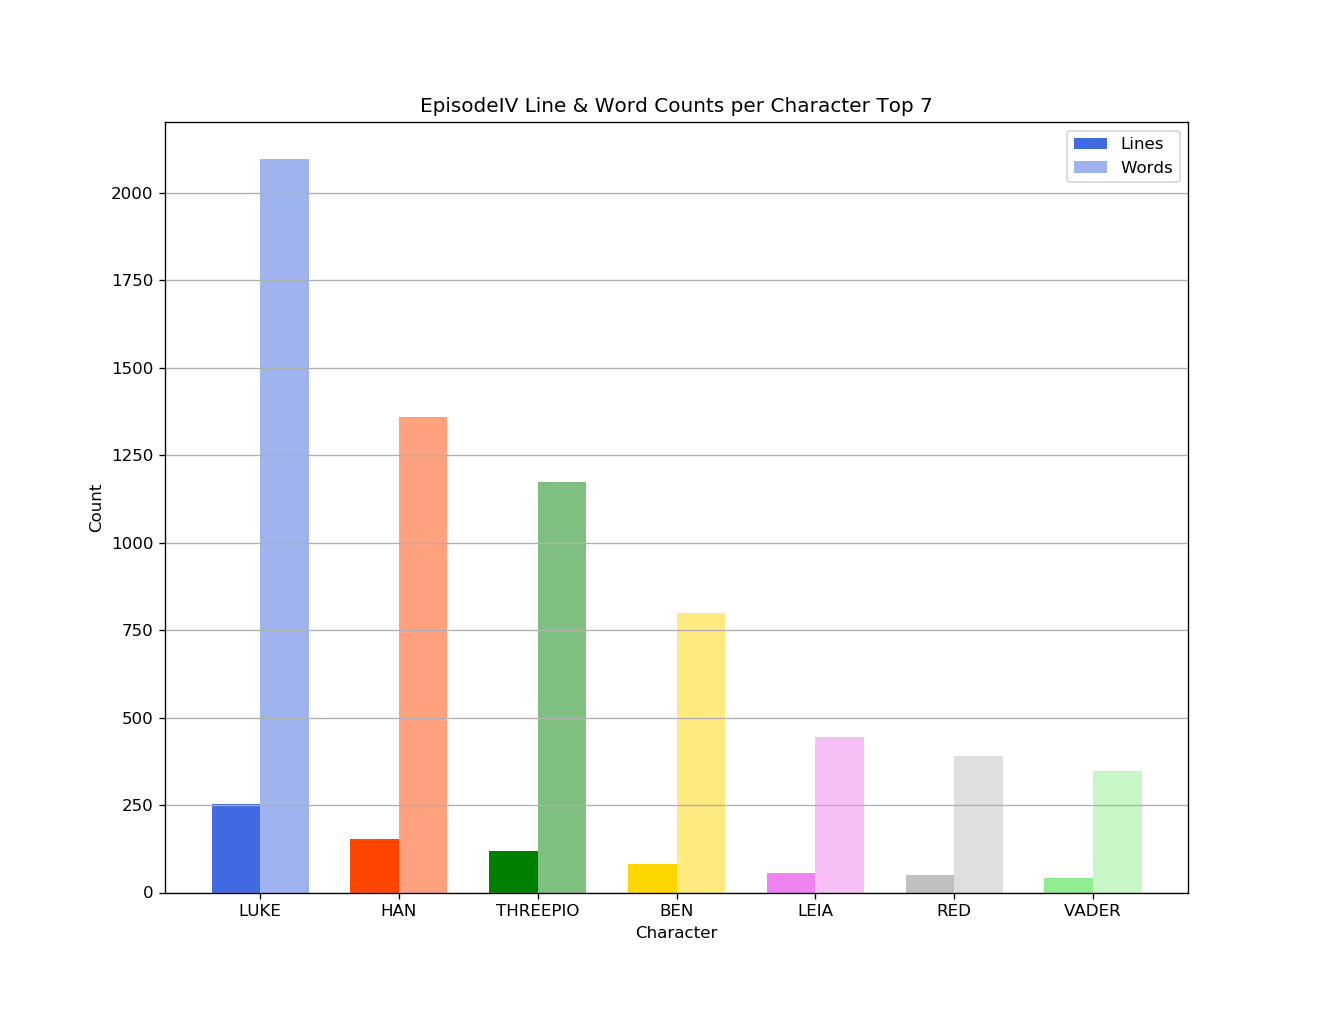 EpisodeIV Line & Word Counts per Character Top 7
Lines
Words
2000
1750
1500
1250
1000
750
500
250
0
Count
LUKE HAN THREEPIO BEN LEIA RED VADER
Character